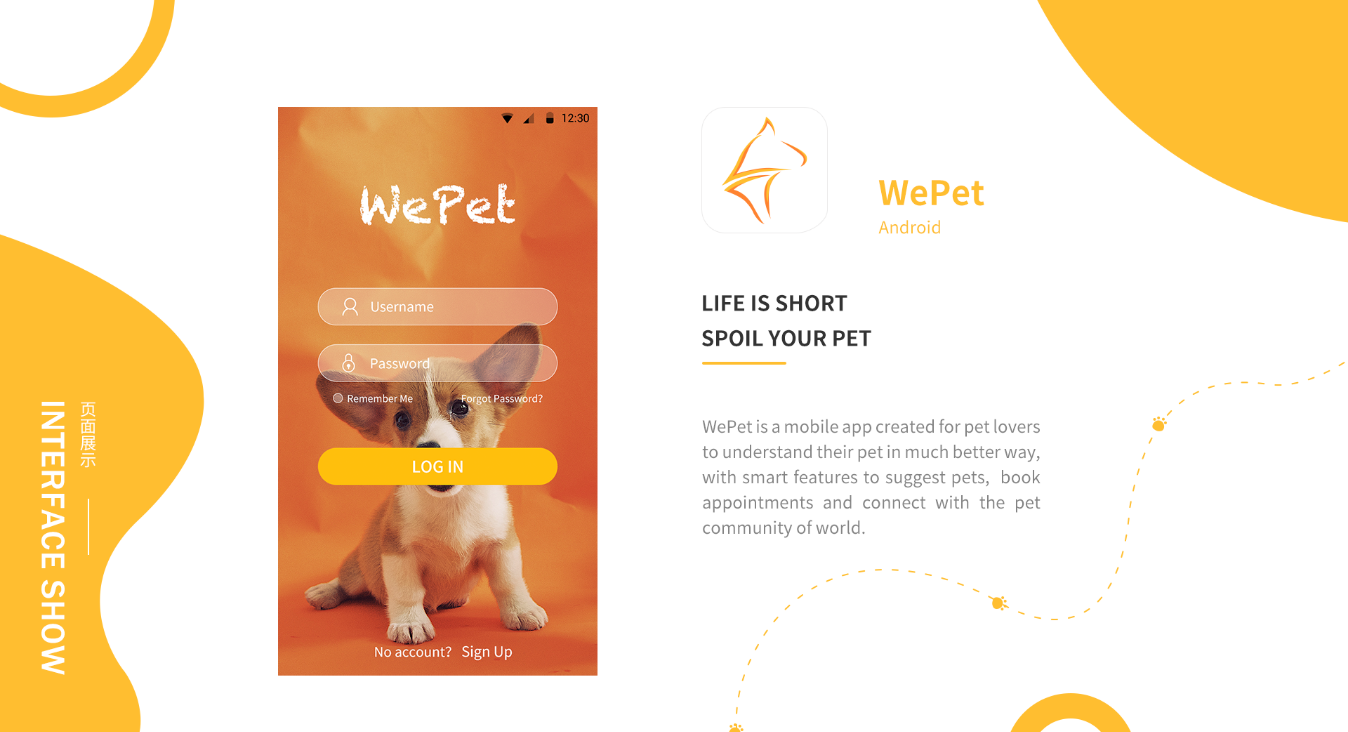 页面展示
INTERFACE SHOW
12:30
WePet
Username
Password
Remember Me
Forgot Password?
LOG IN
No account? Sign Up
WePet
Android
LIFE IS SHORT
SPOIL YOUR PET
WePet is a mobile app created for pet lovers
to understand their pet in much better way,
with smart features to suggest pets, book
appointments and connect with the pet
community of world.